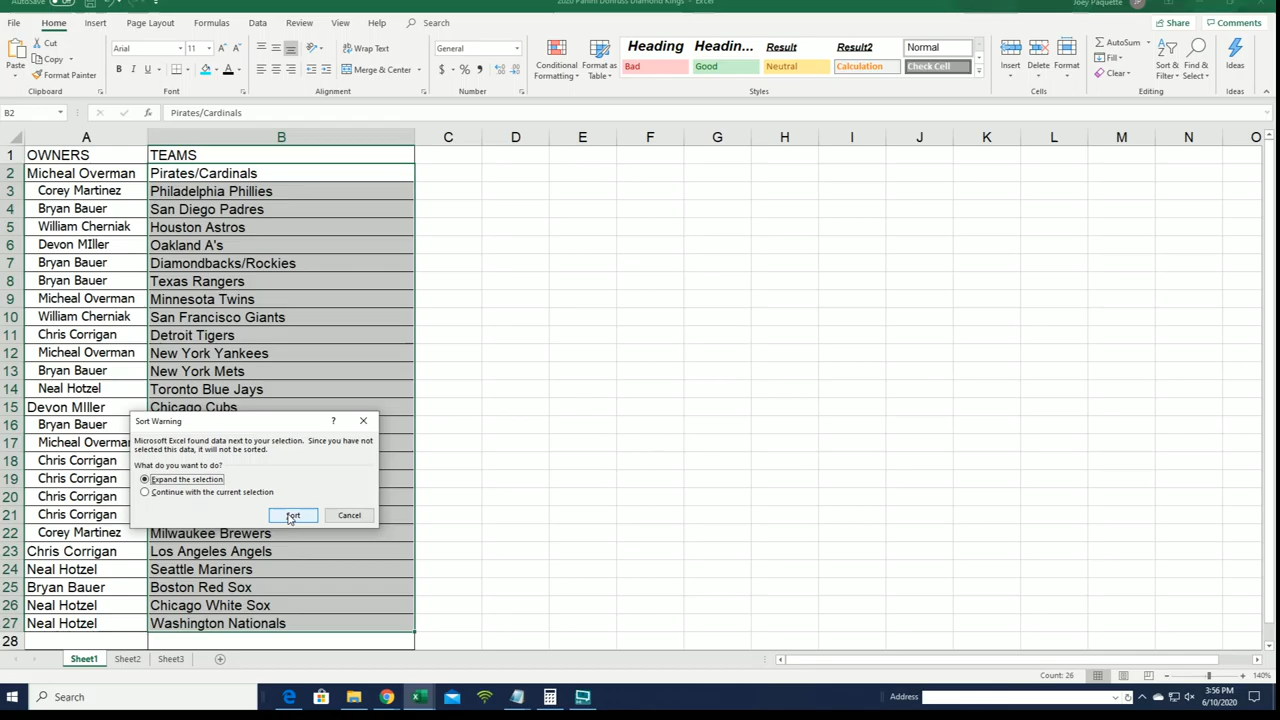 AutoSave Off
2020 Panini Donruss Diamond Kings - Excel
Joey Paquette JP
File Home Insert Page Layout Formulas Data Review View Help Search Share Comments
Cut Arial 11 Wrap Text General Heading Headin... Result Result2 Normal AutoSum
Copy Fill
Format Painter Merge & Center Bad Good Neutral Calculation Check Cell Clear
Paste Conditional Formatting Format as Table Insert Delete Format Sort & Filter Find & Select Ideas
Clipboard Font Alignment Number Styles Cells Editing Ideas
B2 fx Pirates/Cardinals
A B C D E F G H I J K L M N O
1 OWNERS TEAMS
2 Micheal Overman Pirates/Cardinals
3 Corey Martinez Philadelphia Phillies
4 Bryan Bauer San Diego Padres
5 William Cherniak Houston Astros
6 Devon MIller Oakland A's
7 Bryan Bauer Diamondbacks/Rockies
8 Bryan Bauer Texas Rangers
9 Micheal Overman Minnesota Twins
10 William Cherniak San Francisco Giants
11 Chris Corrigan Detroit Tigers
12 Micheal Overman New York Yankees
13 Bryan Bauer New York Mets
14 Neal Hotzel Toronto Blue Jays
15 Devon MIller Chicago Cubs
16 Bryan Bauer
17 Micheal Overma
18 Chris Corrigan
19 Chris Corrigan
20 Chris Corrigan
21 Chris Corrigan
22 Corey Martinez Milwaukee Brewers
23 Chris Corrigan Los Angeles Angels
24 Neal Hotzel Seattle Mariners
25 Bryan Bauer Boston Red Sox
26 Neal Hotzel Chicago White Sox
27 Neal Hotzel Washington Nationals
28
Sort Warning ?
Microsoft Excel found data next to your selection. Since you have not
selected this data, it will not be sorted.
What do you want to do?
Expand the selection
Continue with the current selection
Sort Cancel
Sheet1 Sheet2 Sheet3
Count: 26 140%
Search Address 3:56 PM
6/10/2020